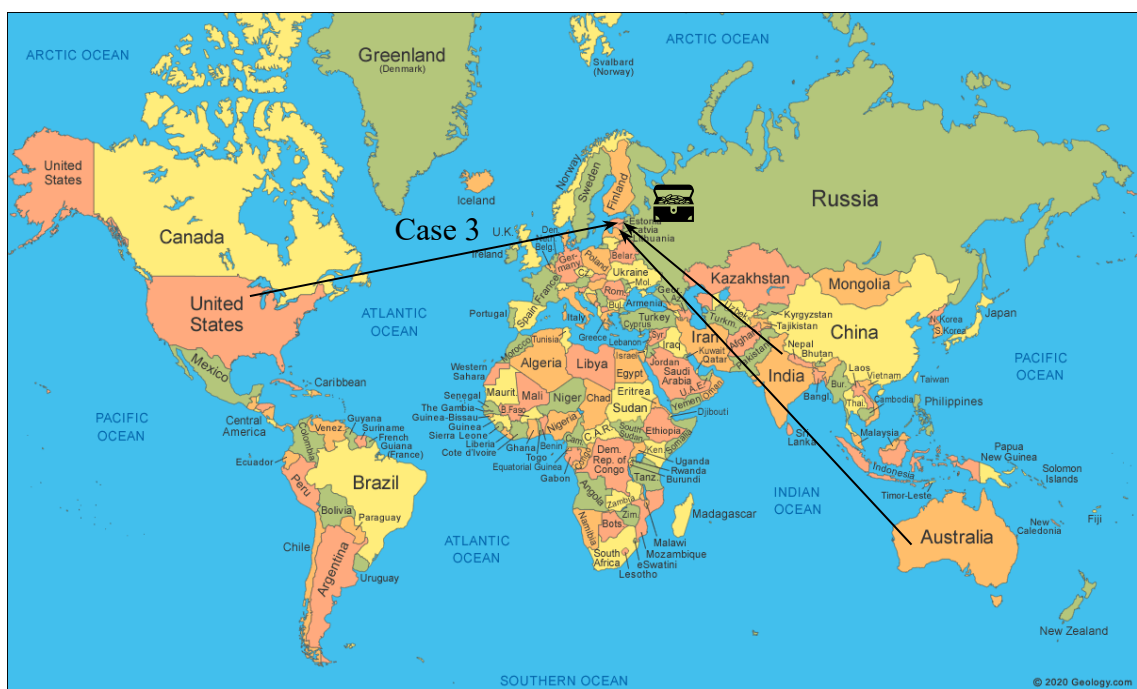 ARCTIC OCEAN
Greenland
(Denmark)
Svalbard
(Norway)
ARCTIC OCEAN
United
States
Iceland
Norway
Sweden
Finland
Russia
Canada
Case 3
U.K.
Ireland
Den.
Belg.
Estonia
Latvia
Lithuania
Ger-
many
Poland
Belar.
Cz.
Ukraine
Mol.
Kazakhstan
Mongolia
United
States
ATLANTIC
OCEAN
Portugal
Spain
France
Italy
Rom.
Bul.
Greece
Geor.
Az.
Armenia
Turkey
Cyprus
Lebanon
Syr.
Israel
Iraq
Iran
Jordan
Kuwait
Qatar
Uzbek.
Turkm.
Kyrgyzstan
Tajikistan
Afghan.
Pakistan
China
N. Korea
S. Korea
Japan
Nepal
Bhutan
India
Bangl.
Bur.
Laos
Vietnam
Thai.
Cambodia
Taiwan
Philippines
PACIFIC
OCEAN
Mexico
Caribbean
Central
America
PACIFIC
OCEAN
Morocco
Tunisia
Algeria
Libya
Egypt
Western
Sahara
Saudi
Arabia
U.A.E.
Oman
Yemen
Maurit.
Mali
Niger
Chad
Sudan
Eritrea
Djibouti
Senegal
The Gambia
Guinea-Bissau
Guinea
Sierra Leone
Liberia
Cote d'Ivoire
B.Faso
Ghana
Togo
Benin
Nigeria
Cam.
Equatorial Guinea
Gabon
Congo
C.A.R.
South
Sudan
Ethiopia
Somalia
Ken.
Uganda
Rwanda
Burundi
Dem.
Rep. of
Congo
Tanz.
Sri
Lanka
Malaysia
Indonesia
Papua
New Guinea
Solomon
Islands
Timor-Leste
Venez.
Guyana
Suriname
French
Guiana
(France)
Colombia
Ecuador
Peru
Brazil
Bolivia
Paraguay
Chile
Argentina
Uruguay
ATLANTIC
OCEAN
Angola
Zambia
Zim.
Namibia
Bots.
South
Africa
Malawi
Mozambique
eSwatini
Lesotho
Madagascar
INDIAN
OCEAN
Australia
New
Caledonia
Fiji
New Zealand
SOUTHERN OCEAN
© 2020 Geology.com